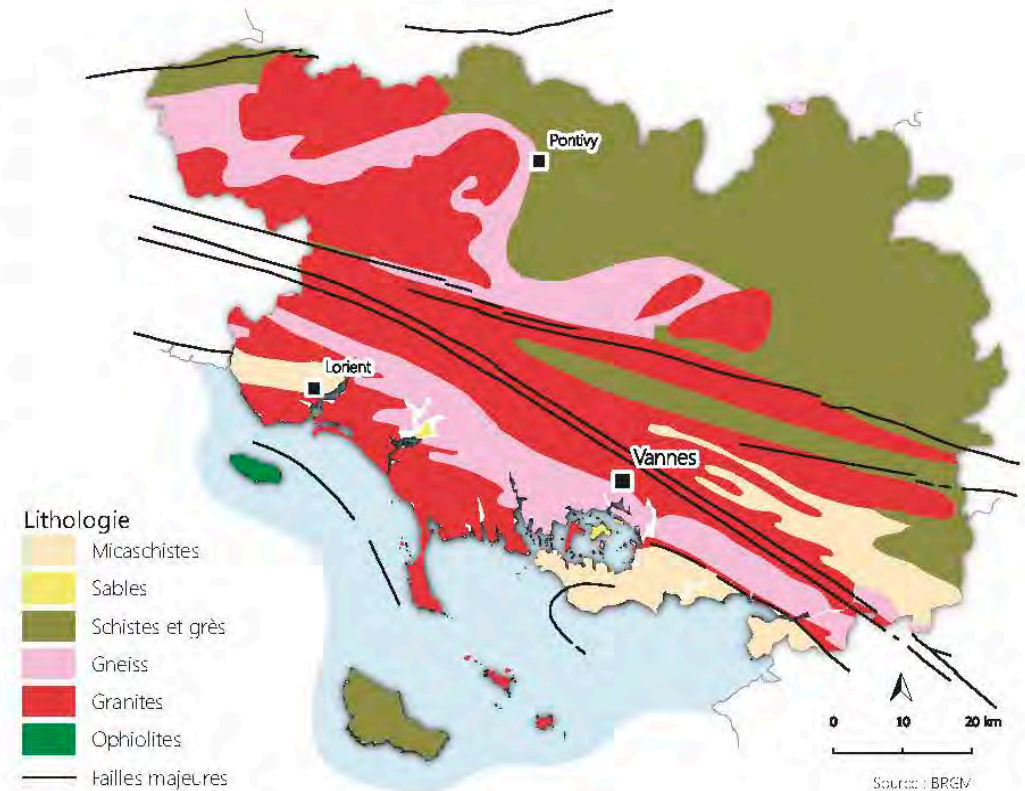 Pontivy
Lorient
Vannes
Lithologie
Micaschistes
Sables
Schistes et grès
Gneiss
Granites
Ophiolites
Failles majeures
0 10 20 km
Source : BRGM